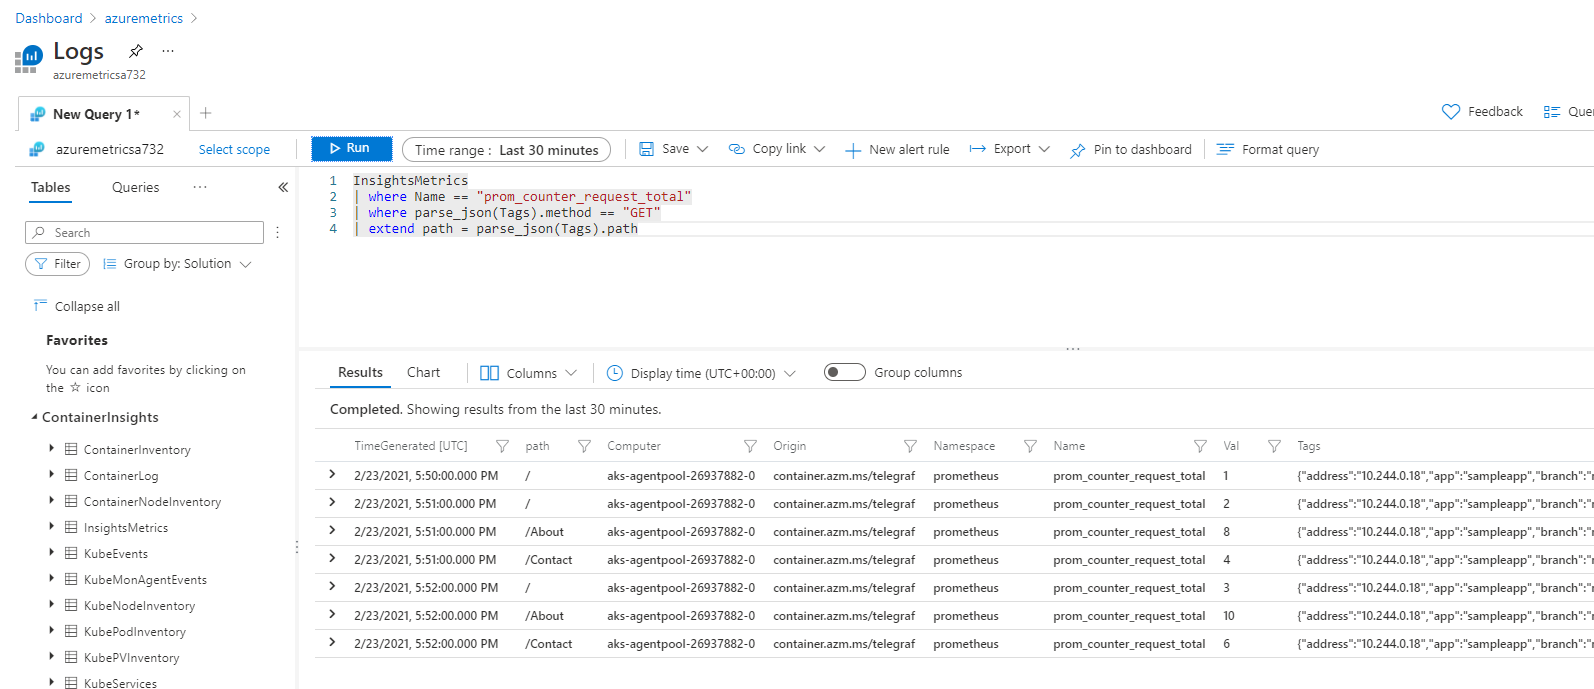 Dashboard > azuremetrics >
Logs ...
azuremetricsa732
New Query 1* × +
Feedback
azuremetricsa732 Select scope Run Time range : Last 30 minutes Save Copy link New alert rule Export Pin to dashboard Format query
Tables Queries ... «
Search
Filter Group by: Solution
Collapse all
Favorites
You can add favorites by clicking on
the ☆ icon
ContainerInsights
ContainerInventory
ContainerLog
ContainerNodeInventory
InsightsMetrics
KubeEvents
KubeMonAgentEvents
KubeNodeInventory
KubePodInventory
KubePVInventory
KubeServices
1 InsightsMetrics
2 | where Name == "prom_counter_request_total"
3 | where parse_json(Tags).method == "GET"
4 | extend path = parse_json(Tags).path
Results Chart Columns Display time (UTC+00:00) Group columns
Completed. Showing results from the last 30 minutes.
TimeGenerated [UTC] path Computer Origin Namespace Name Val Tags
2/23/2021, 5:50:00.000 PM / aks-agentpool-26937882-0 container.azm.ms/telegraf prometheus prom_counter_request_total 1 {"address":"10.244.0.18","app":"sampleapp","branch":"
2/23/2021, 5:51:00.000 PM / aks-agentpool-26937882-0 container.azm.ms/telegraf prometheus prom_counter_request_total 2 {"address":"10.244.0.18","app":"sampleapp","branch":"
2/23/2021, 5:51:00.000 PM /About aks-agentpool-26937882-0 container.azm.ms/telegraf prometheus prom_counter_request_total 8 {"address":"10.244.0.18","app":"sampleapp","branch":"
2/23/2021, 5:51:00.000 PM /Contact aks-agentpool-26937882-0 container.azm.ms/telegraf prometheus prom_counter_request_total 4 {"address":"10.244.0.18","app":"sampleapp","branch":"
2/23/2021, 5:52:00.000 PM / aks-agentpool-26937882-0 container.azm.ms/telegraf prometheus prom_counter_request_total 3 {"address":"10.244.0.18","app":"sampleapp","branch":"
2/23/2021, 5:52:00.000 PM /About aks-agentpool-26937882-0 container.azm.ms/telegraf prometheus prom_counter_request_total 10 {"address":"10.244.0.18","app":"sampleapp","branch":"
2/23/2021, 5:52:00.000 PM /Contact aks-agentpool-26937882-0 container.azm.ms/telegraf prometheus prom_counter_request_total 6 {"address":"10.244.0.18","app":"sampleapp","branch":"